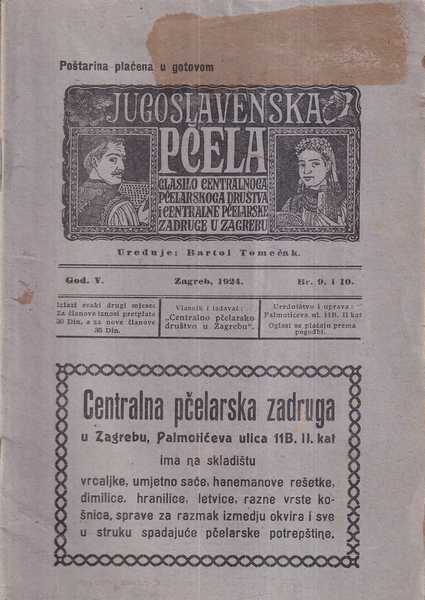 Poštarina plaćena u gotovom
JUGOSLAVENSKA
PČELA
GLASILO CENTRALNOGA
PČELARSKOGA DRUŠTVA
I CENTRALNE PČELARSKE
ZADRUGE U ZAGREBU
Uređuje: Bartol Tomečak.
God. V.
Zagreb, 1924.
Br. 9. i 10.
Izlazi svaki drugi mjesec
Za članove iznosi pretplata
30 Din, a za nove članove
35 Din.
Vlasnik i izdavač:
„Centralno pčelarsko
društvo u Zagrebu“.
Uredništvo i uprava:
Palmotićeva ul. 11B. II kat
Oglasi se plaćaju prema
pogodbi.
Centralna pčelarska zadruga
u Zagrebu, Palmotićeva ulica 11B. II. kat
ima na skladištu
vrcaljke, umjetno saće, hanemanove rešetke,
dimilice, hranilice, letvice, razne vrste ko-
šnica, sprave za razmak izmedju okvira i sve
u struku spadajuće pčelarske potrepštine.